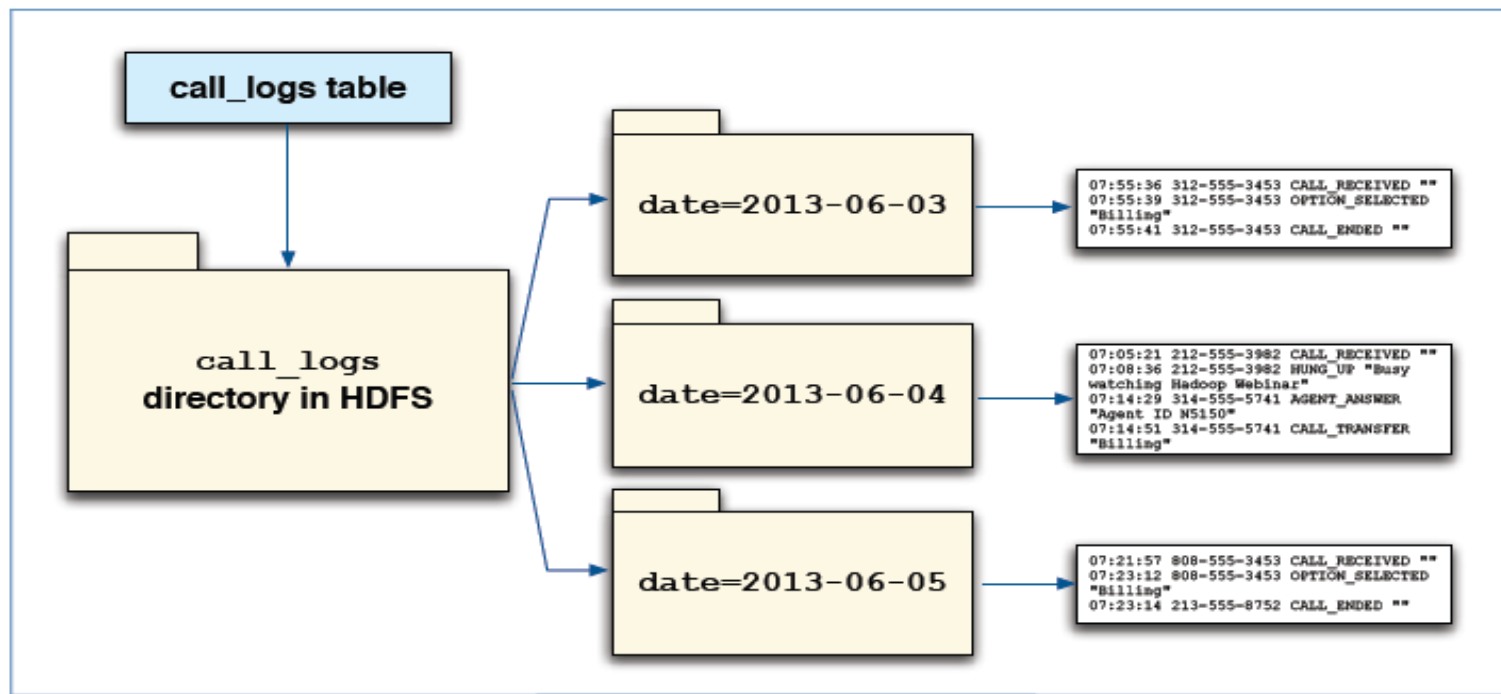 call_logs table
call_logs
directory in HDFS
date=2013-06-03
07:55:36 312-555-3453 CALL_RECEIVED ""
07:55:39 312-555-3453 OPTION_SELECTED
"Billing"
07:55:41 312-555-3453 CALL_ENDED ""
date=2013-06-04
07:05:21 212-555-3982 CALL_RECEIVED ""
07:08:36 212-555-3982 HUNG_UP "Busy
watching Hadoop Webinar"
07:14:29 314-555-5741 AGENT_ANSWER
"Agent ID N5150"
07:14:51 314-555-5741 CALL_TRANSFER
"Billing"
date=2013-06-05
07:21:57 808-555-3453 CALL_RECEIVED ""
07:23:12 808-555-3453 OPTION_SELECTED
"Billing"
07:23:14 213-555-8752 CALL_ENDED ""